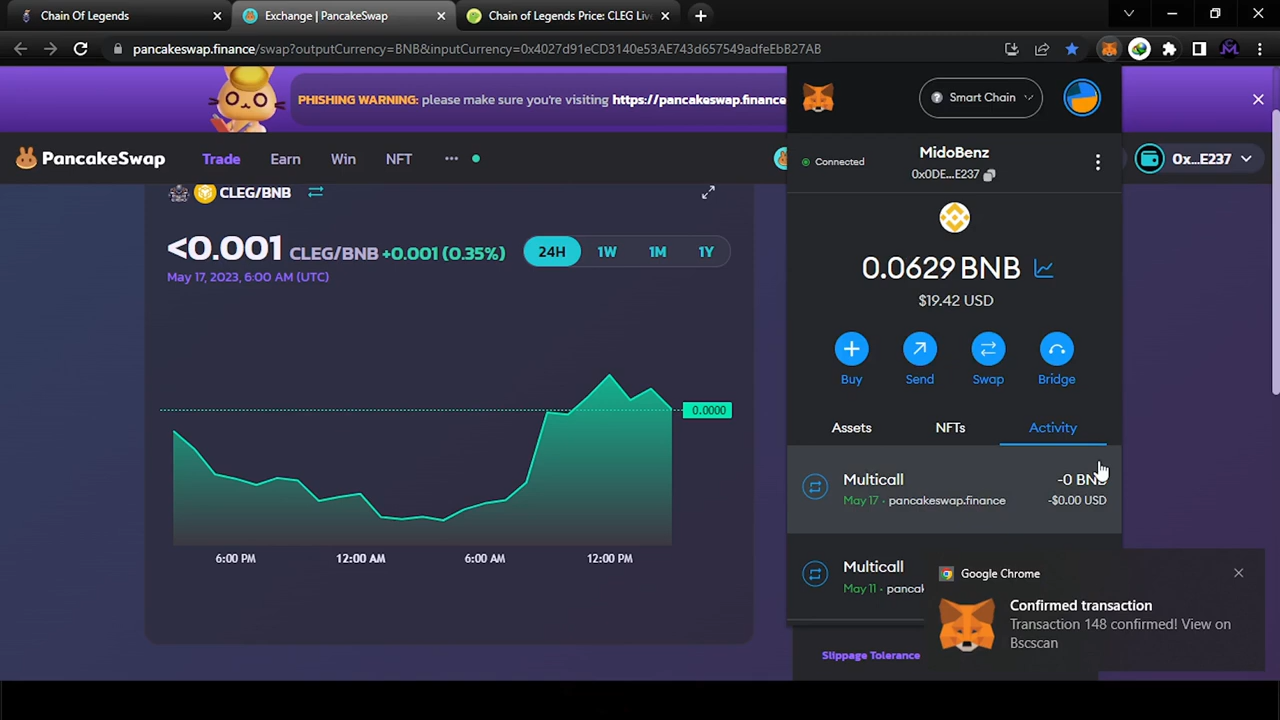 Chain Of Legends
Exchange | PancakeSwap
Chain of Legends Price: CLEG Live
pancakeswap.finance/swap?outputCurrency=BNB&inputCurrency=0x4027d91eCD3140e53AE743d657549adfeEbB27AB
PHISHING WARNING: please make sure you're visiting https://pancakeswap.finance
PancakeSwap
Trade
Earn
Win
NFT
0x...E237
CLEG/BNB
<0.001 CLEG/BNB +0.001 (0.35%)
May 17, 2023, 6:00 AM (UTC)
24H
1W
1M
1Y
0.0000
6:00 PM
12:00 AM
6:00 AM
12:00 PM
Smart Chain
Connected
MidoBenz
0x0DE...E237
0.0629 BNB
$19.42 USD
Buy
Send
Swap
Bridge
Assets
NFTs
Activity
Multicall
-0 BNB
May 17 · pancakeswap.finance
-$0.00 USD
Multicall
May 11 · pancak
Slippage Tolerance
Google Chrome
Confirmed transaction
Transaction 148 confirmed! View on
Bscscan